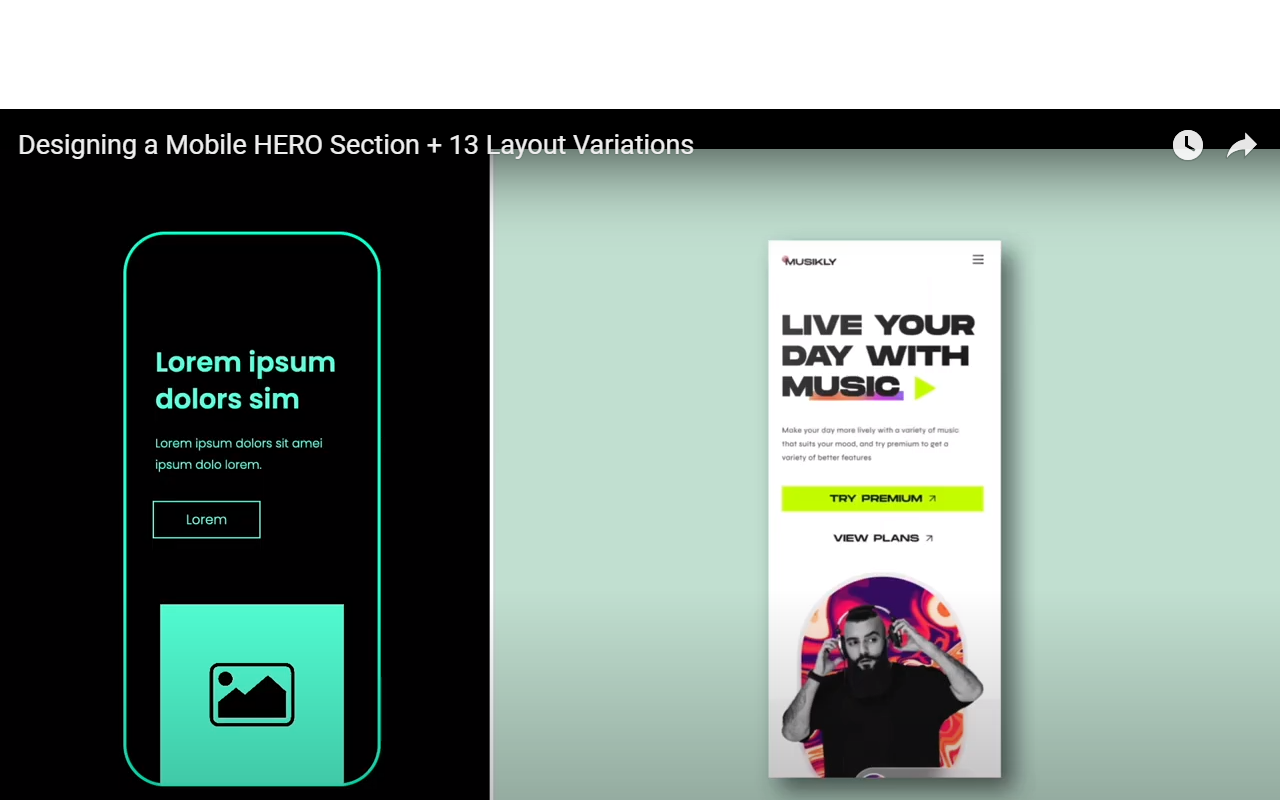 Designing a Mobile HERO Section + 13 Layout Variations
Lorem ipsum
dolors sim
Lorem ipsum dolors sit amei
ipsum dolo lorem.
Lorem
MUSIKLY
LIVE YOUR
DAY WITH
MUSIC
Make your day more lively with a variety of music
that suits your mood, and try premium to get a
variety of better features
TRY PREMIUM
VIEW PLANS